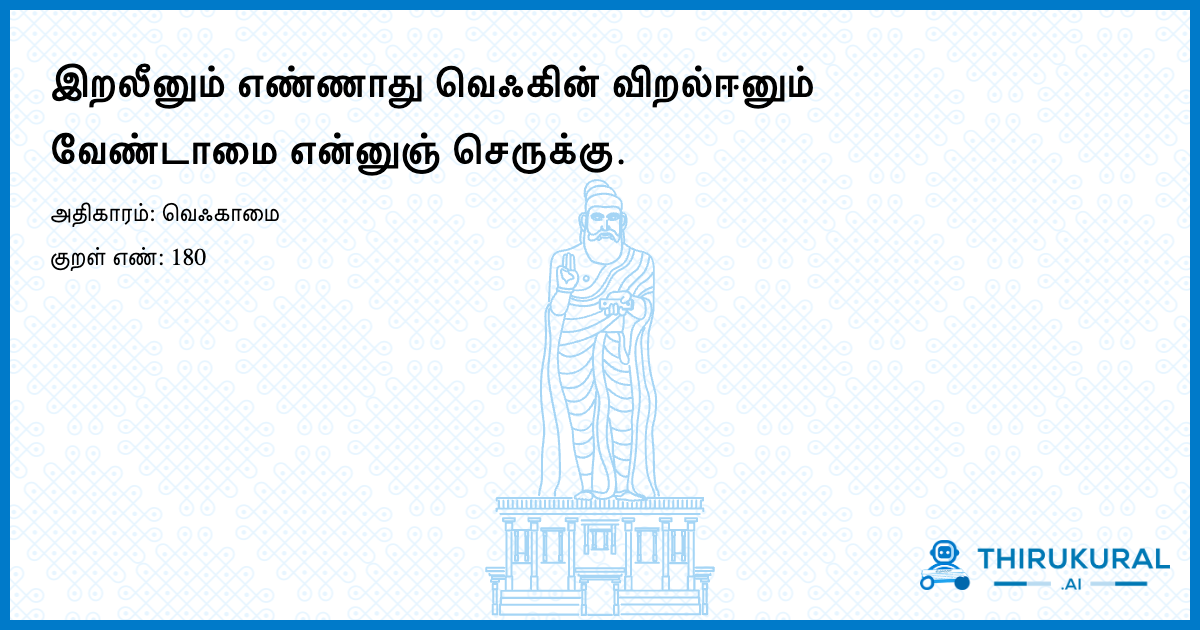 இறலீனும் எண்ணாது வெஃகின் விறல்ஈனும்
வேண்டாமை என்னுஞ் செருக்கு.
அதிகாரம்: வெஃகாமை
குறள் எண்: 180
THIRUKURAL
.AI